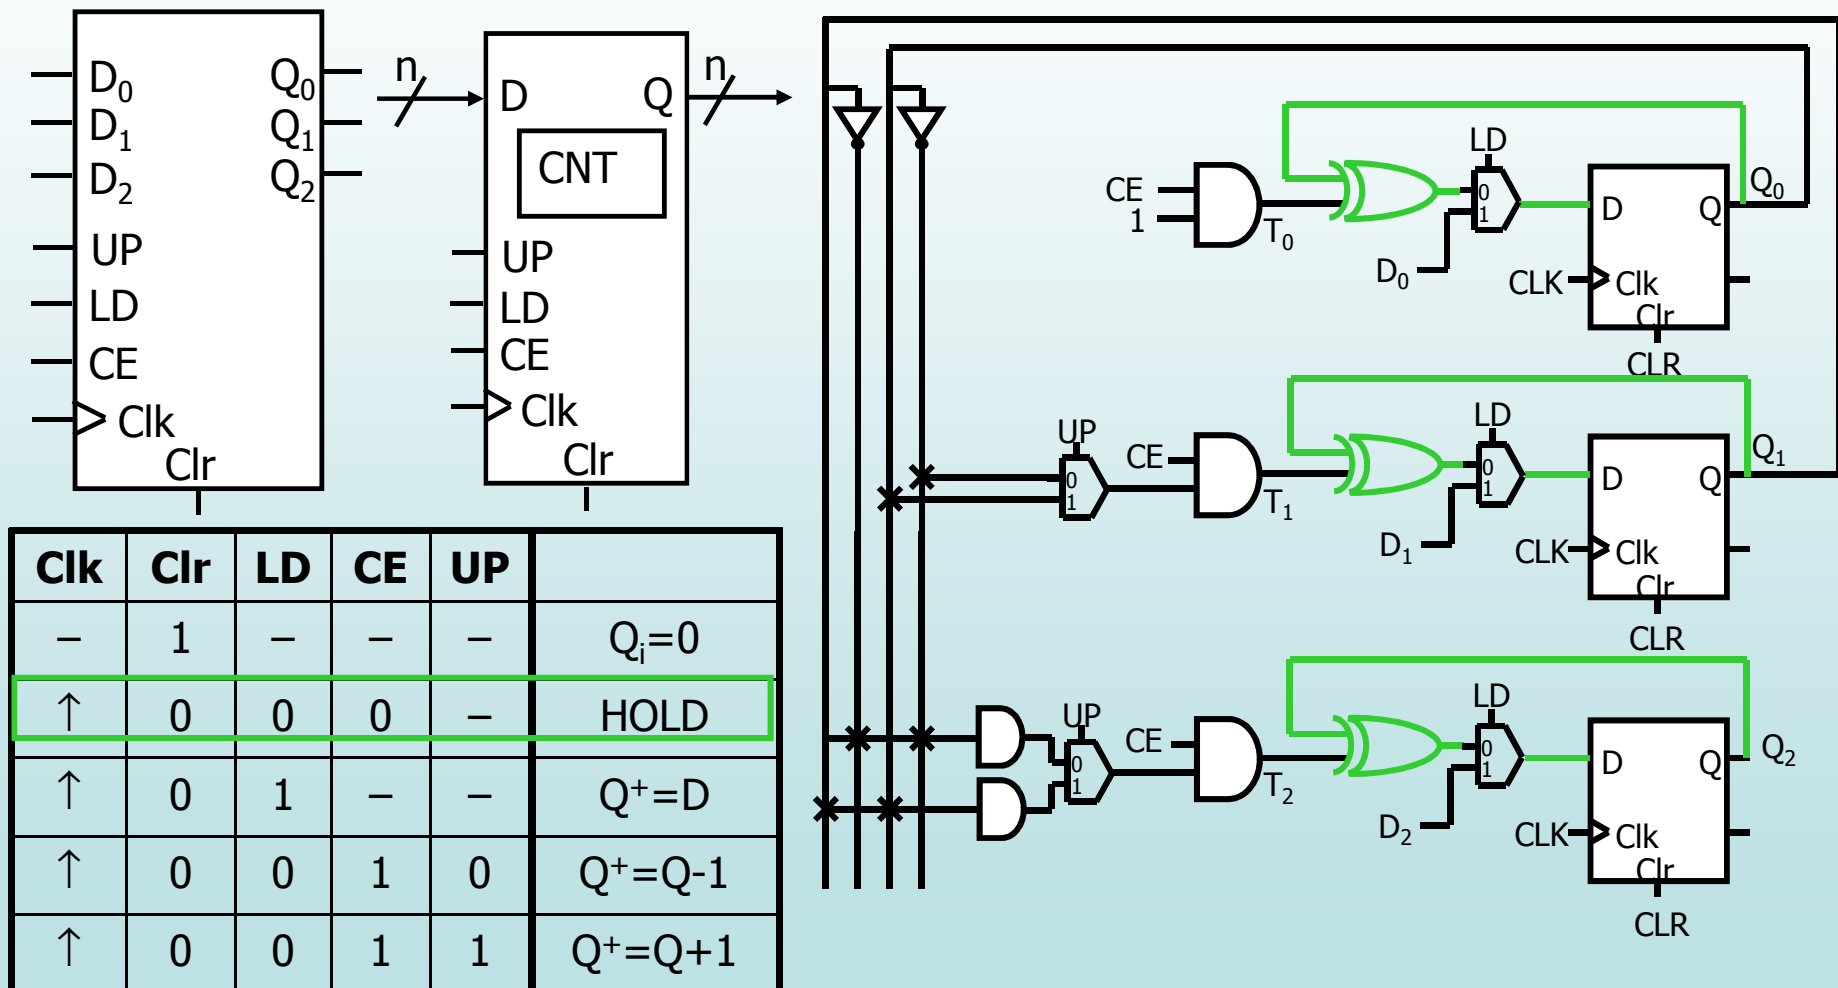 D0 Q0
D1 Q1
D2 Q2
UP
LD
CE
Clk
Clr
n n
D Q
CNT
UP
LD
CE
Clk
Clr
Clk Clr LD CE UP
– 1 – – – Qi=0
↑ 0 0 0 – HOLD
↑ 0 1 – – Q+=D
↑ 0 0 1 0 Q+=Q-1
↑ 0 0 1 1 Q+=Q+1
LD
CE
1
T0
0
1
D0
D Q
Q0
CLK
Clk
Clr
CLR
UP
0
1
CE
T1
LD
0
1
D1
D Q
Q1
CLK
Clk
Clr
CLR
UP
0
1
CE
T2
LD
0
1
D2
D Q
Q2
CLK
Clk
Clr
CLR